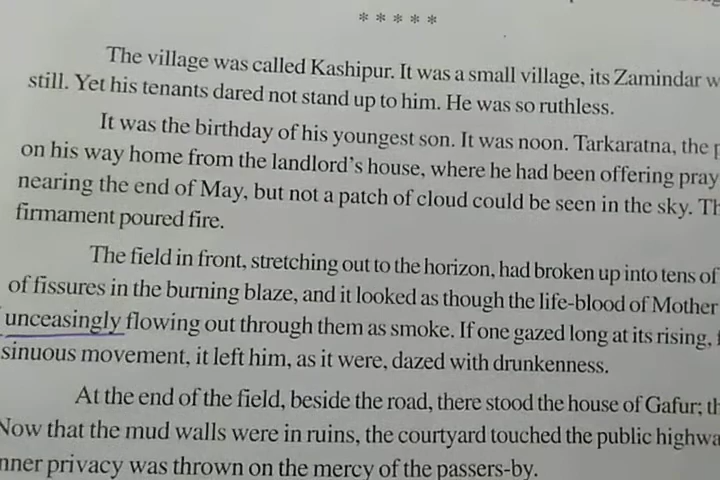 * * * * *
The village was called Kashipur. It was a small village, its Zamindar
still. Yet his tenants dared not stand up to him. He was so ruthless.
It was the birthday of his youngest son. It was noon. Tarkaratna, the
on his way home from the landlord's house, where he had been offering
nearing the end of May, but not a patch of cloud could be seen in the sky.
firmament poured fire.
The field in front, stretching out to the horizon, had broken up into tens of
of fissures in the burning blaze, and it looked as though the life-blood of Mother
unceasingly flowing out through them as smoke. If one gazed long at its rising,
sinuous movement, it left him, as it were, dazed with drunkenness.
At the end of the field, beside the road, there stood the house of Gafur;
Now that the mud walls were in ruins, the courtyard touched the public
privacy was thrown on the mercy of the passers-by.